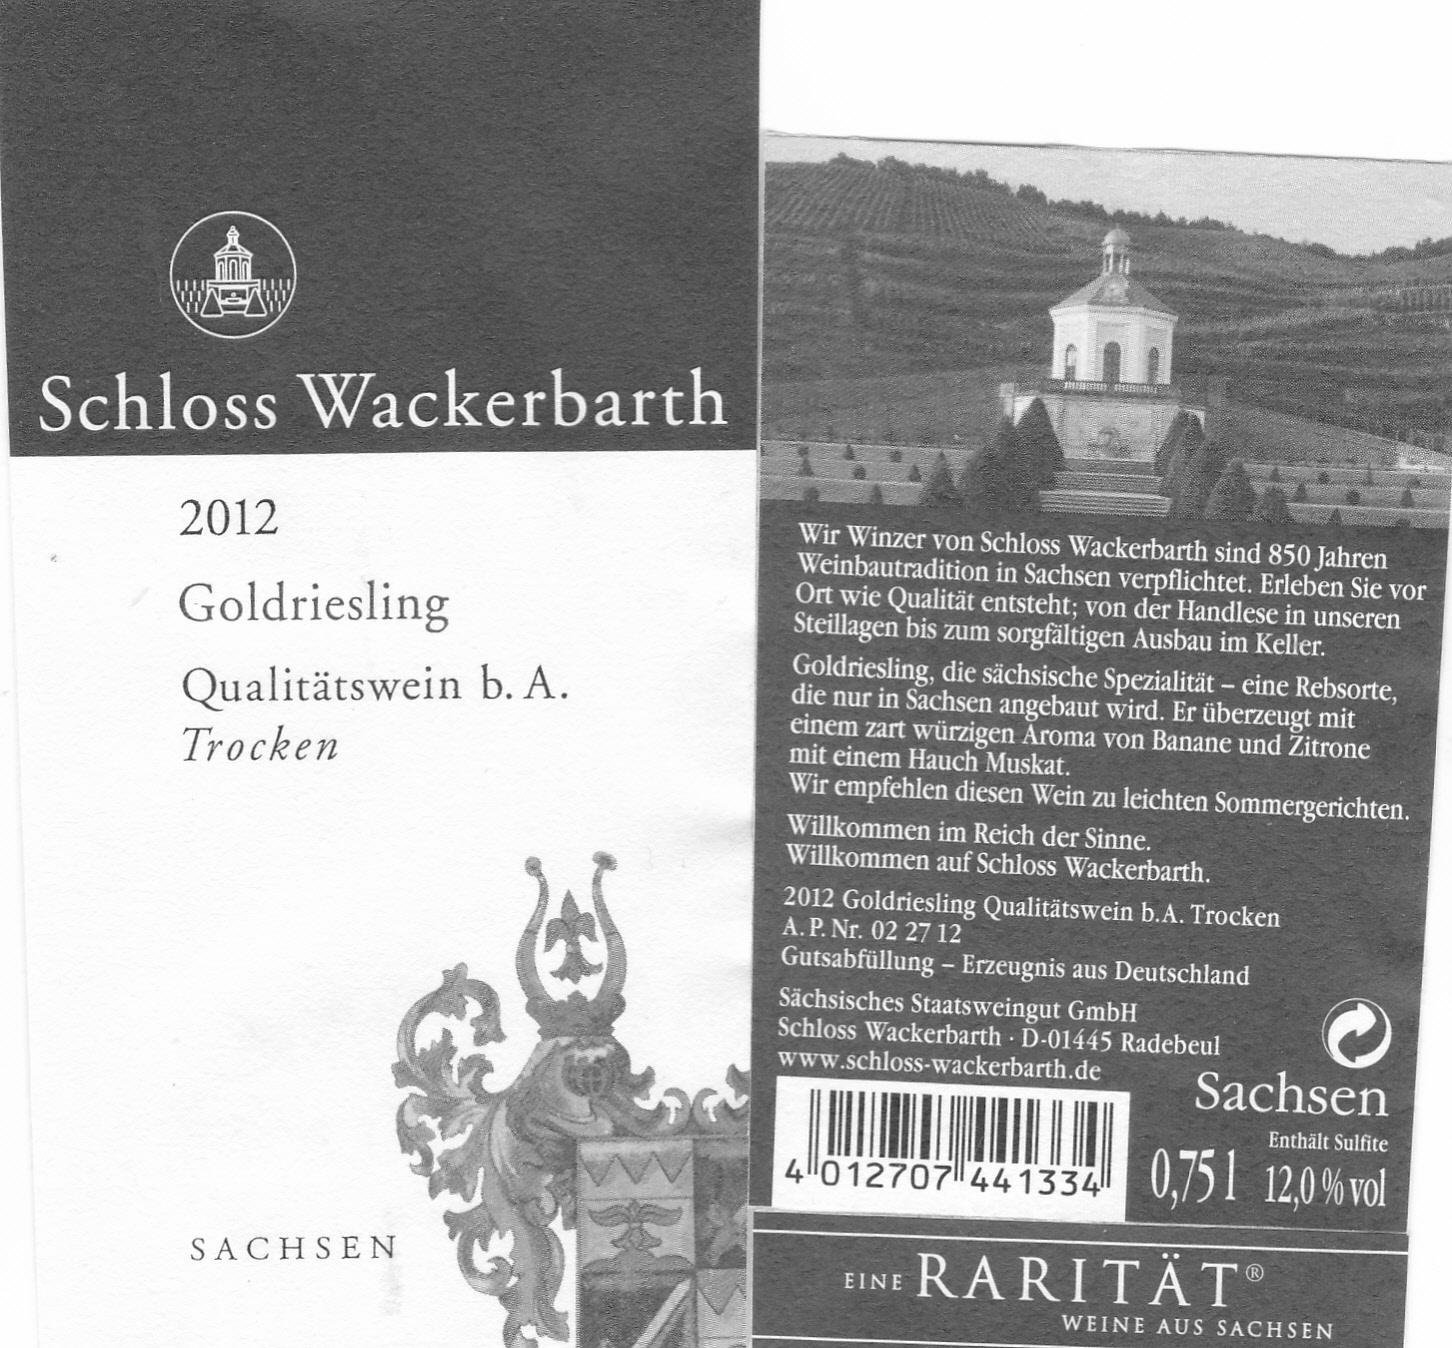 Schloss Wackerbarth
2012
Goldriesling
Qualitätswein b. A.
Trocken
SACHSEN
Wir Winzer von Schloss Wackerbarth sind 850 Jahren
Weinbautradition in Sachsen verpflichtet. Erleben Sie vor
Ort wie Qualität entsteht; von der Handlese in unseren
Steillagen bis zum sorgfältigen Ausbau im Keller.
Goldriesling, die sächsische Spezialität – eine Rebsorte,
die nur in Sachsen angebaut wird. Er überzeugt mit
einem zart würzigen Aroma von Banane und Zitrone
mit einem Hauch Muskat.
Wir empfehlen diesen Wein zu leichten Sommergerichten.
Willkommen im Reich der Sinne.
Willkommen auf Schloss Wackerbarth.
2012 Goldriesling Qualitätswein b.A. Trocken
A. P. Nr. 02 27 12
Gutsabfüllung – Erzeugnis aus Deutschland
Sächsisches Staatsweingut GmbH
Schloss Wackerbarth · D-01445 Radebeul
www.schloss-wackerbarth.de
Sachsen
Enthält Sulfite
0,75 l 12,0 % vol
4 012707 441334
EINE RARITÄT®
WEINE AUS SACHSEN